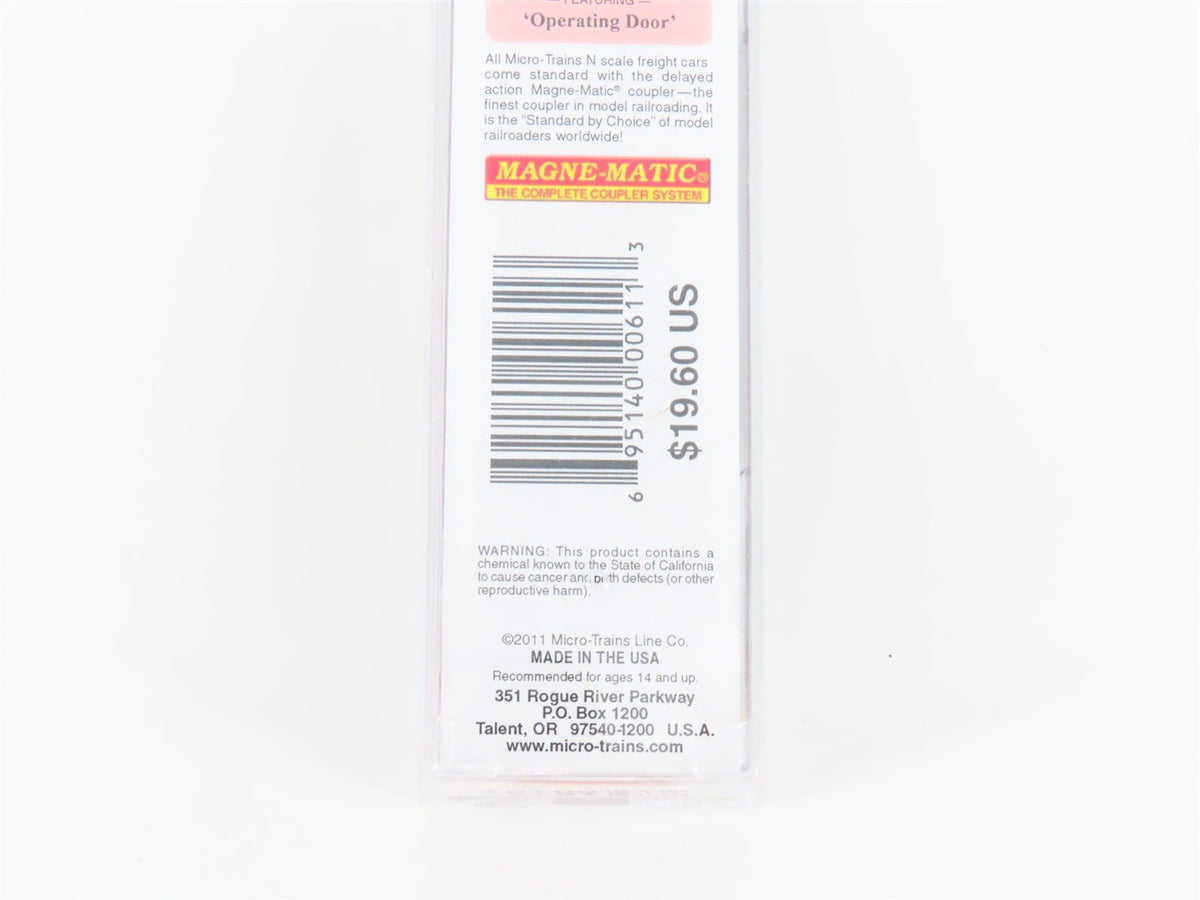 — FEATURING —
'Operating Door'
All Micro-Trains N scale freight cars
come standard with the delayed
action Magne-Matic® coupler—the
finest coupler in model railroading. It
is the "Standard by Choice" of model
railroaders worldwide!
MAGNE-MATIC®
THE COMPLETE COUPLER SYSTEM
6 95140 00611 3
$19.60 US
WARNING: This product contains a
chemical known to the State of California
to cause cancer and birth defects (or other
reproductive harm).
©2011 Micro-Trains Line Co.
MADE IN THE USA
Recommended for ages 14 and up.
351 Rogue River Parkway
P.O. Box 1200
Talent, OR 97540-1200 U.S.A.
www.micro-trains.com